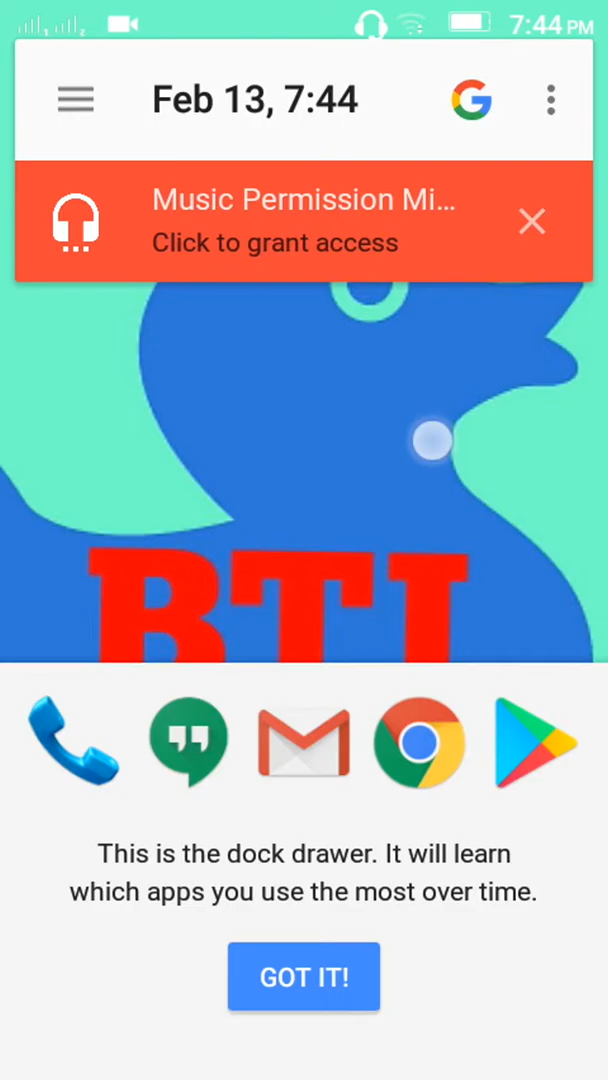 7:44 PM
Feb 13, 7:44
Music Permission Mi...
Click to grant access
BTL
This is the dock drawer. It will learn
which apps you use the most over time.
GOT IT!